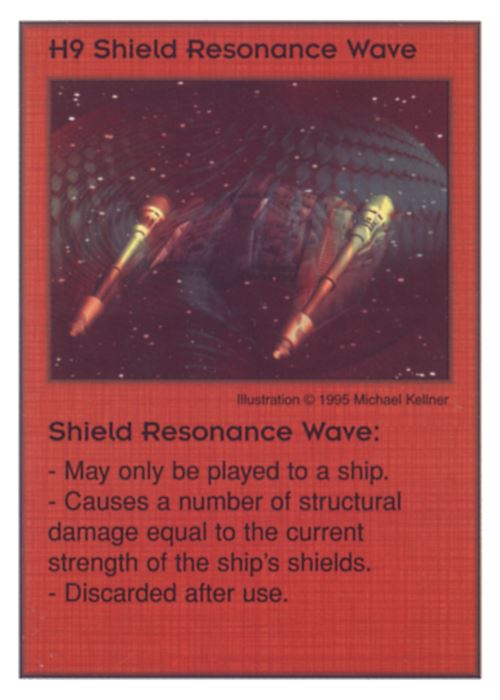 H9 Shield Resonance Wave
Illustration © 1995 Michael Kellner
Shield Resonance Wave:
- May only be played to a ship.
- Causes a number of structural
damage equal to the current
strength of the ship's shields.
- Discarded after use.